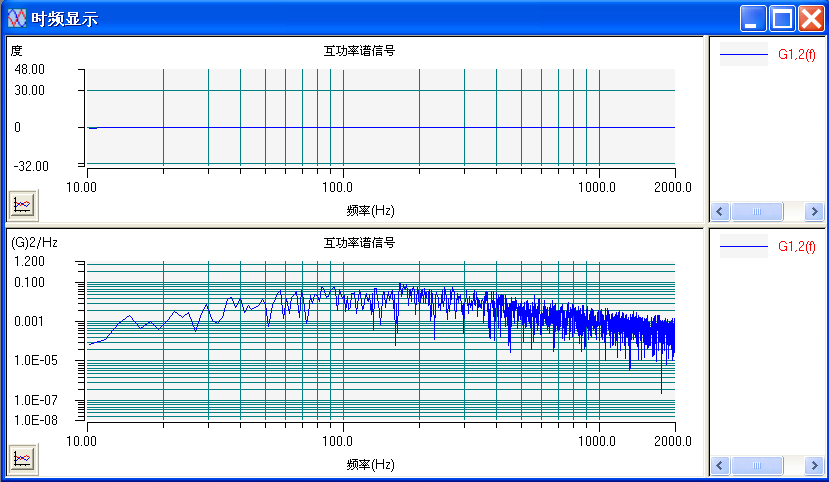 时频显示
度
互功率谱信号
G1,2(f)
48.00
30.00
0
-32.00
10.00
100.0
1000.0
2000.0
频率(Hz)
(G)2/Hz
互功率谱信号
G1,2(f)
1.200
0.100
0.001
1.0E-05
1.0E-07
1.0E-08
10.00
100.0
1000.0
2000.0
频率(Hz)